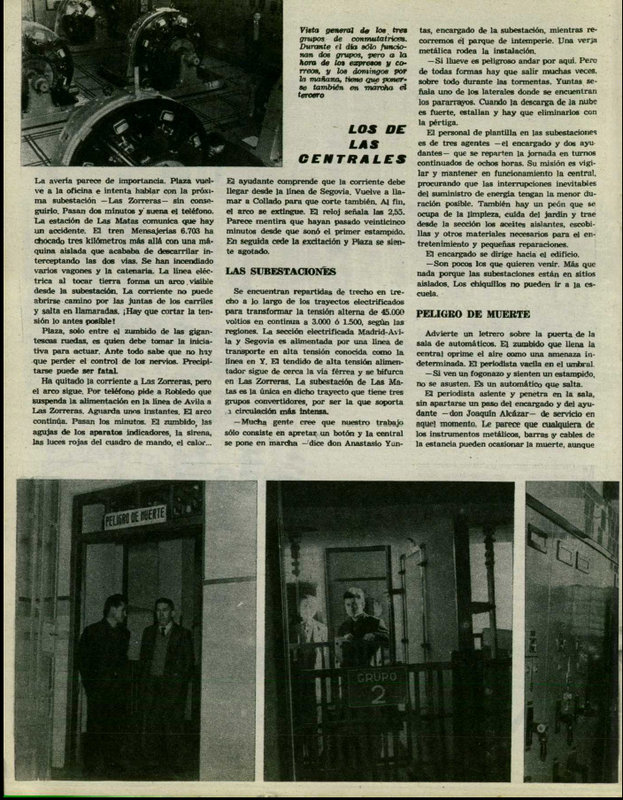 Vista general de los tres
grupos de conmutatrices.
Durante el día sólo funcio-
nan dos grupos, pero a la
hora de los expresos y co-
rreos, y los domingos por
la mañana, tiene que poner-
se también en marcha el
tercero
LOS DE
LAS
CENTRALES
La avería parece de importancia. Plaza vuel-
ve a la oficina e intenta hablar con la próxi-
ma subestación —Las Zorreras— sin conse-
guirlo. Pasan dos minutos y suena el teléfono.
La estación de Las Matas comunica que hay
un accidente. El tren Mensajerías 6.703 ha
chocado tres kilómetros más allá con una má-
quina aislada que acababa de descarrilar in-
terceptando las dos vías. Se han incendiado
varios vagones y la catenaria. La línea eléc-
trica al tocar tierra forma un arco visible
desde la subestación. La corriente no puede
abrirse camino por las juntas de los carriles
y salta en llamaradas. ¡Hay que cortar la ten-
sión lo antes posible!
Plaza, solo entre el zumbido de las gigan-
tescas ruedas, es quien debe tomar la inicia-
tiva para actuar. Ante todo sabe que no hay
que perder el control de los nervios. Precipi-
tarse puede ser fatal.
Ha quitado la corriente a Las Zorreras, pero
el arco sigue. Por teléfono pide a Robledo que
suspenda la alimentación en la línea de Avila a
Las Zorreras. Aguarda unos instantes. El arco
continúa. Pasan los minutos. El zumbido, las
agujas de los aparatos indicadores, la sirena,
las luces rojas del cuadro de mando, el calor...
El ayudante comprende que la corriente debe
llegar desde la línea de Segovia. Vuelve a lla-
mar a Collado para que corte también. Al fin,
el arco se extingue. El reloj señala las 2,55.
Parece mentira que hayan pasado veinticinco
minutos desde que sonó el primer estampido.
En seguida cede la excitación y Plaza se sien-
te agotado.
LAS SUBESTACIONES
Se encuentran repartidas de trecho en tre-
cho a lo largo de los trayectos electrificados
para transformar la tensión alterna de 45.000
voltios en continua a 3.000 ó 1.500, según las
regiones. La sección electrificada Madrid-Avi-
la y Segovia es alimentada por una línea de
transporte en alta tensión conocida como la
línea en Y. El tendido de alta tensión alimen-
tador sigue de cerca la vía férrea y se bifurca
en Las Zorreras. La subestación de Las Ma-
tas es la única en dicho trayecto que tiene tres
grupos convertidores, por ser la que soporta
a circulación más intensa.
—Mucha gente cree que nuestro trabajo
sólo consiste en apretar un botón y la central
se pone en marcha —dice don Anastasio Yun-
tas, encargado de la subestación, mientras re-
corremos el parque de intemperie. Una verja
metálica rodea la instalación.
—Si llueve es peligroso andar por aquí. Pero
de todas formas hay que salir muchas veces,
sobre todo durante las tormentas. Yuntas se-
ñala uno de los laterales donde se encuentran
los pararrayos. Cuando la descarga de la nube
es fuerte, estallan y hay que eliminarlos con
la pértiga.
El personal de plantilla en las subestaciones
es de tres agentes —el encargado y dos ayu-
dantes— que se reparten la jornada en turnos
continuados de ochos horas. Su misión es vigi-
lar y mantener en funcionamiento la central,
procurando que las interrupciones inevitables
del suministro de energía tengan la menor du-
ración posible. También hay un peón que se
ocupa de la limpieza, cuida del jardín y trae
desde la sección los aceites aislantes, escobi-
llas y otros materiales necesarios para el en-
tretenimiento y pequeñas reparaciones.
El encargado se dirige hacia el edificio.
—Son pocos los que quieren venir. Más que
nada porque las subestaciones están en sitios
aislados. Los chiquillos no pueden ir a la es-
cuela.
PELIGRO DE MUERTE
Advierte un letrero sobre la puerta de la
sala de automáticos. El zumbido que llena la
central oprime el aire como una amenaza in-
determinada. El periodista vacila en el umbral.
—Si ven un fogonazo y sienten un estampido,
no se asusten. Es un automático que salta.
El periodista asiente y penetra en la sala,
sin apartarse un paso del encargado y del ayu-
dante —don Joaquín Alcázar— de servicio en
aquel momento. Le parece que cualquiera de
los instrumentos metálicos, barras y cables de
la estancia pueden ocasionar la muerte, aunque
PELIGRO DE MUERTE
GRUPO
2